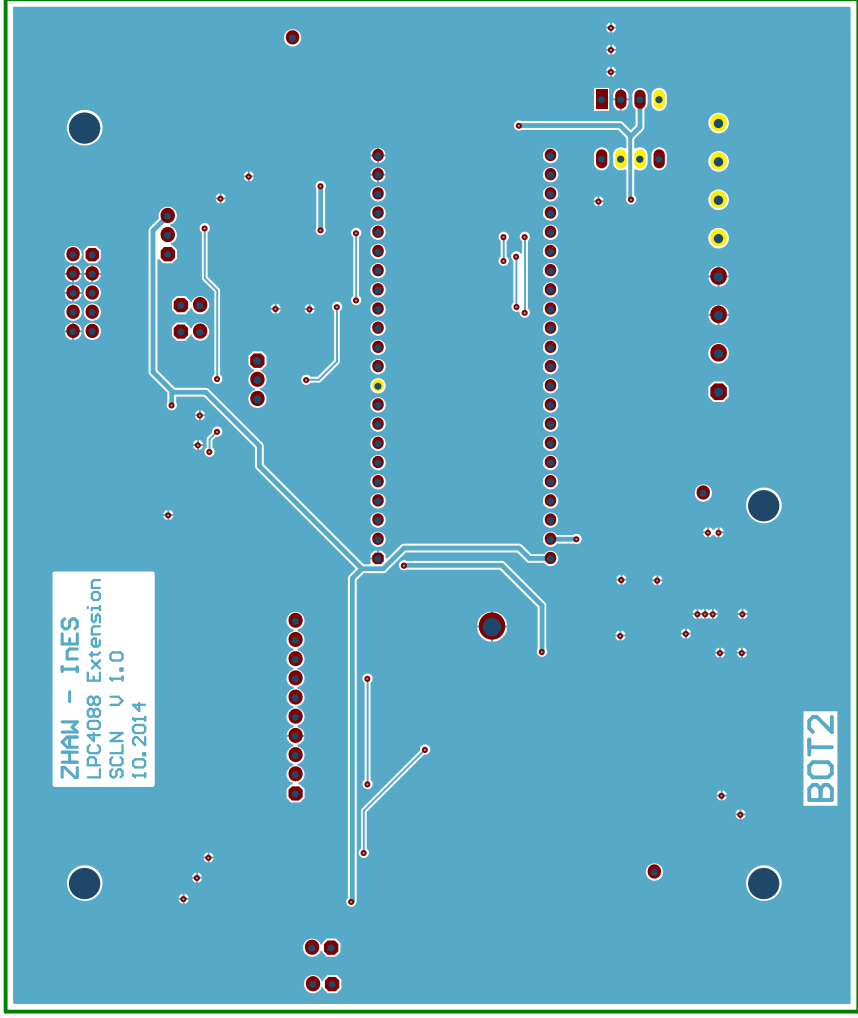 ZHAW - InES
LPC4088 Extension
SCLN V 1.0
10.2014
BOT2